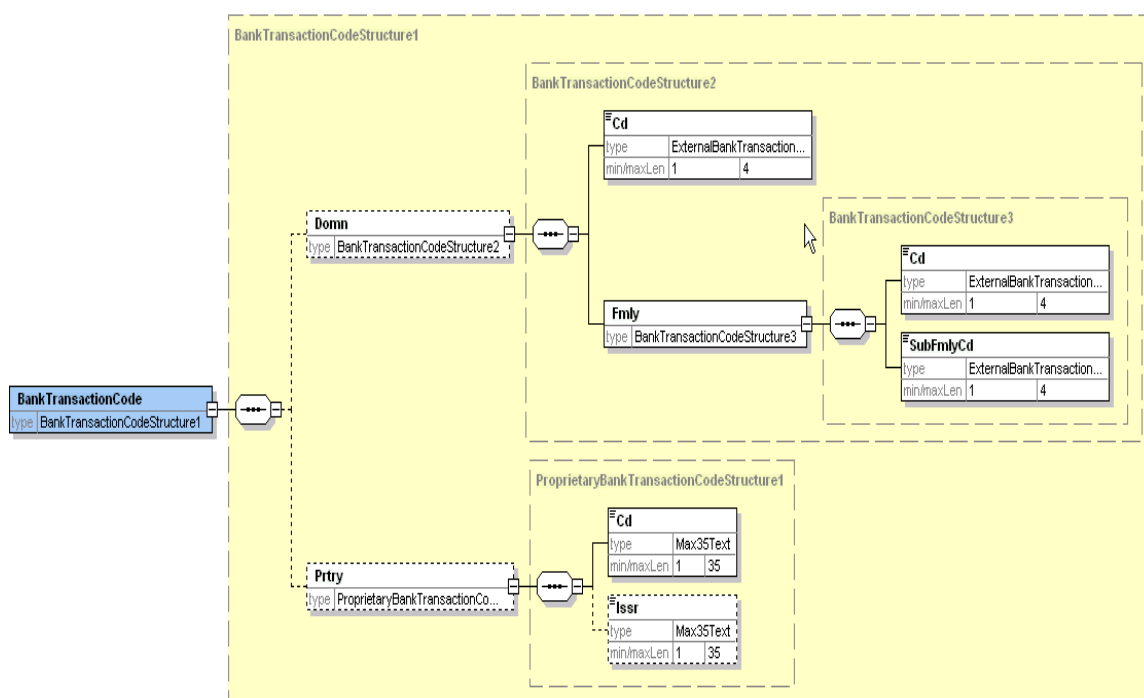 BankTransactionCodeStructure1
BankTransactionCodeStructure2
Cd
type ExternalBankTransaction...
min/maxLen 1 4
BankTransactionCodeStructure3
Domn
type BankTransactionCodeStructure2
Cd
type ExternalBankTransaction...
min/maxLen 1 4
Fmly
type BankTransactionCodeStructure3
SubFmlyCd
type ExternalBankTransaction...
min/maxLen 1 4
BankTransactionCode
type BankTransactionCodeStructure1
ProprietaryBankTransactionCodeStructure1
Cd
type Max35Text
min/maxLen 1 35
Prtry
type ProprietaryBankTransactionCo...
Issr
type Max35Text
min/maxLen 1 35